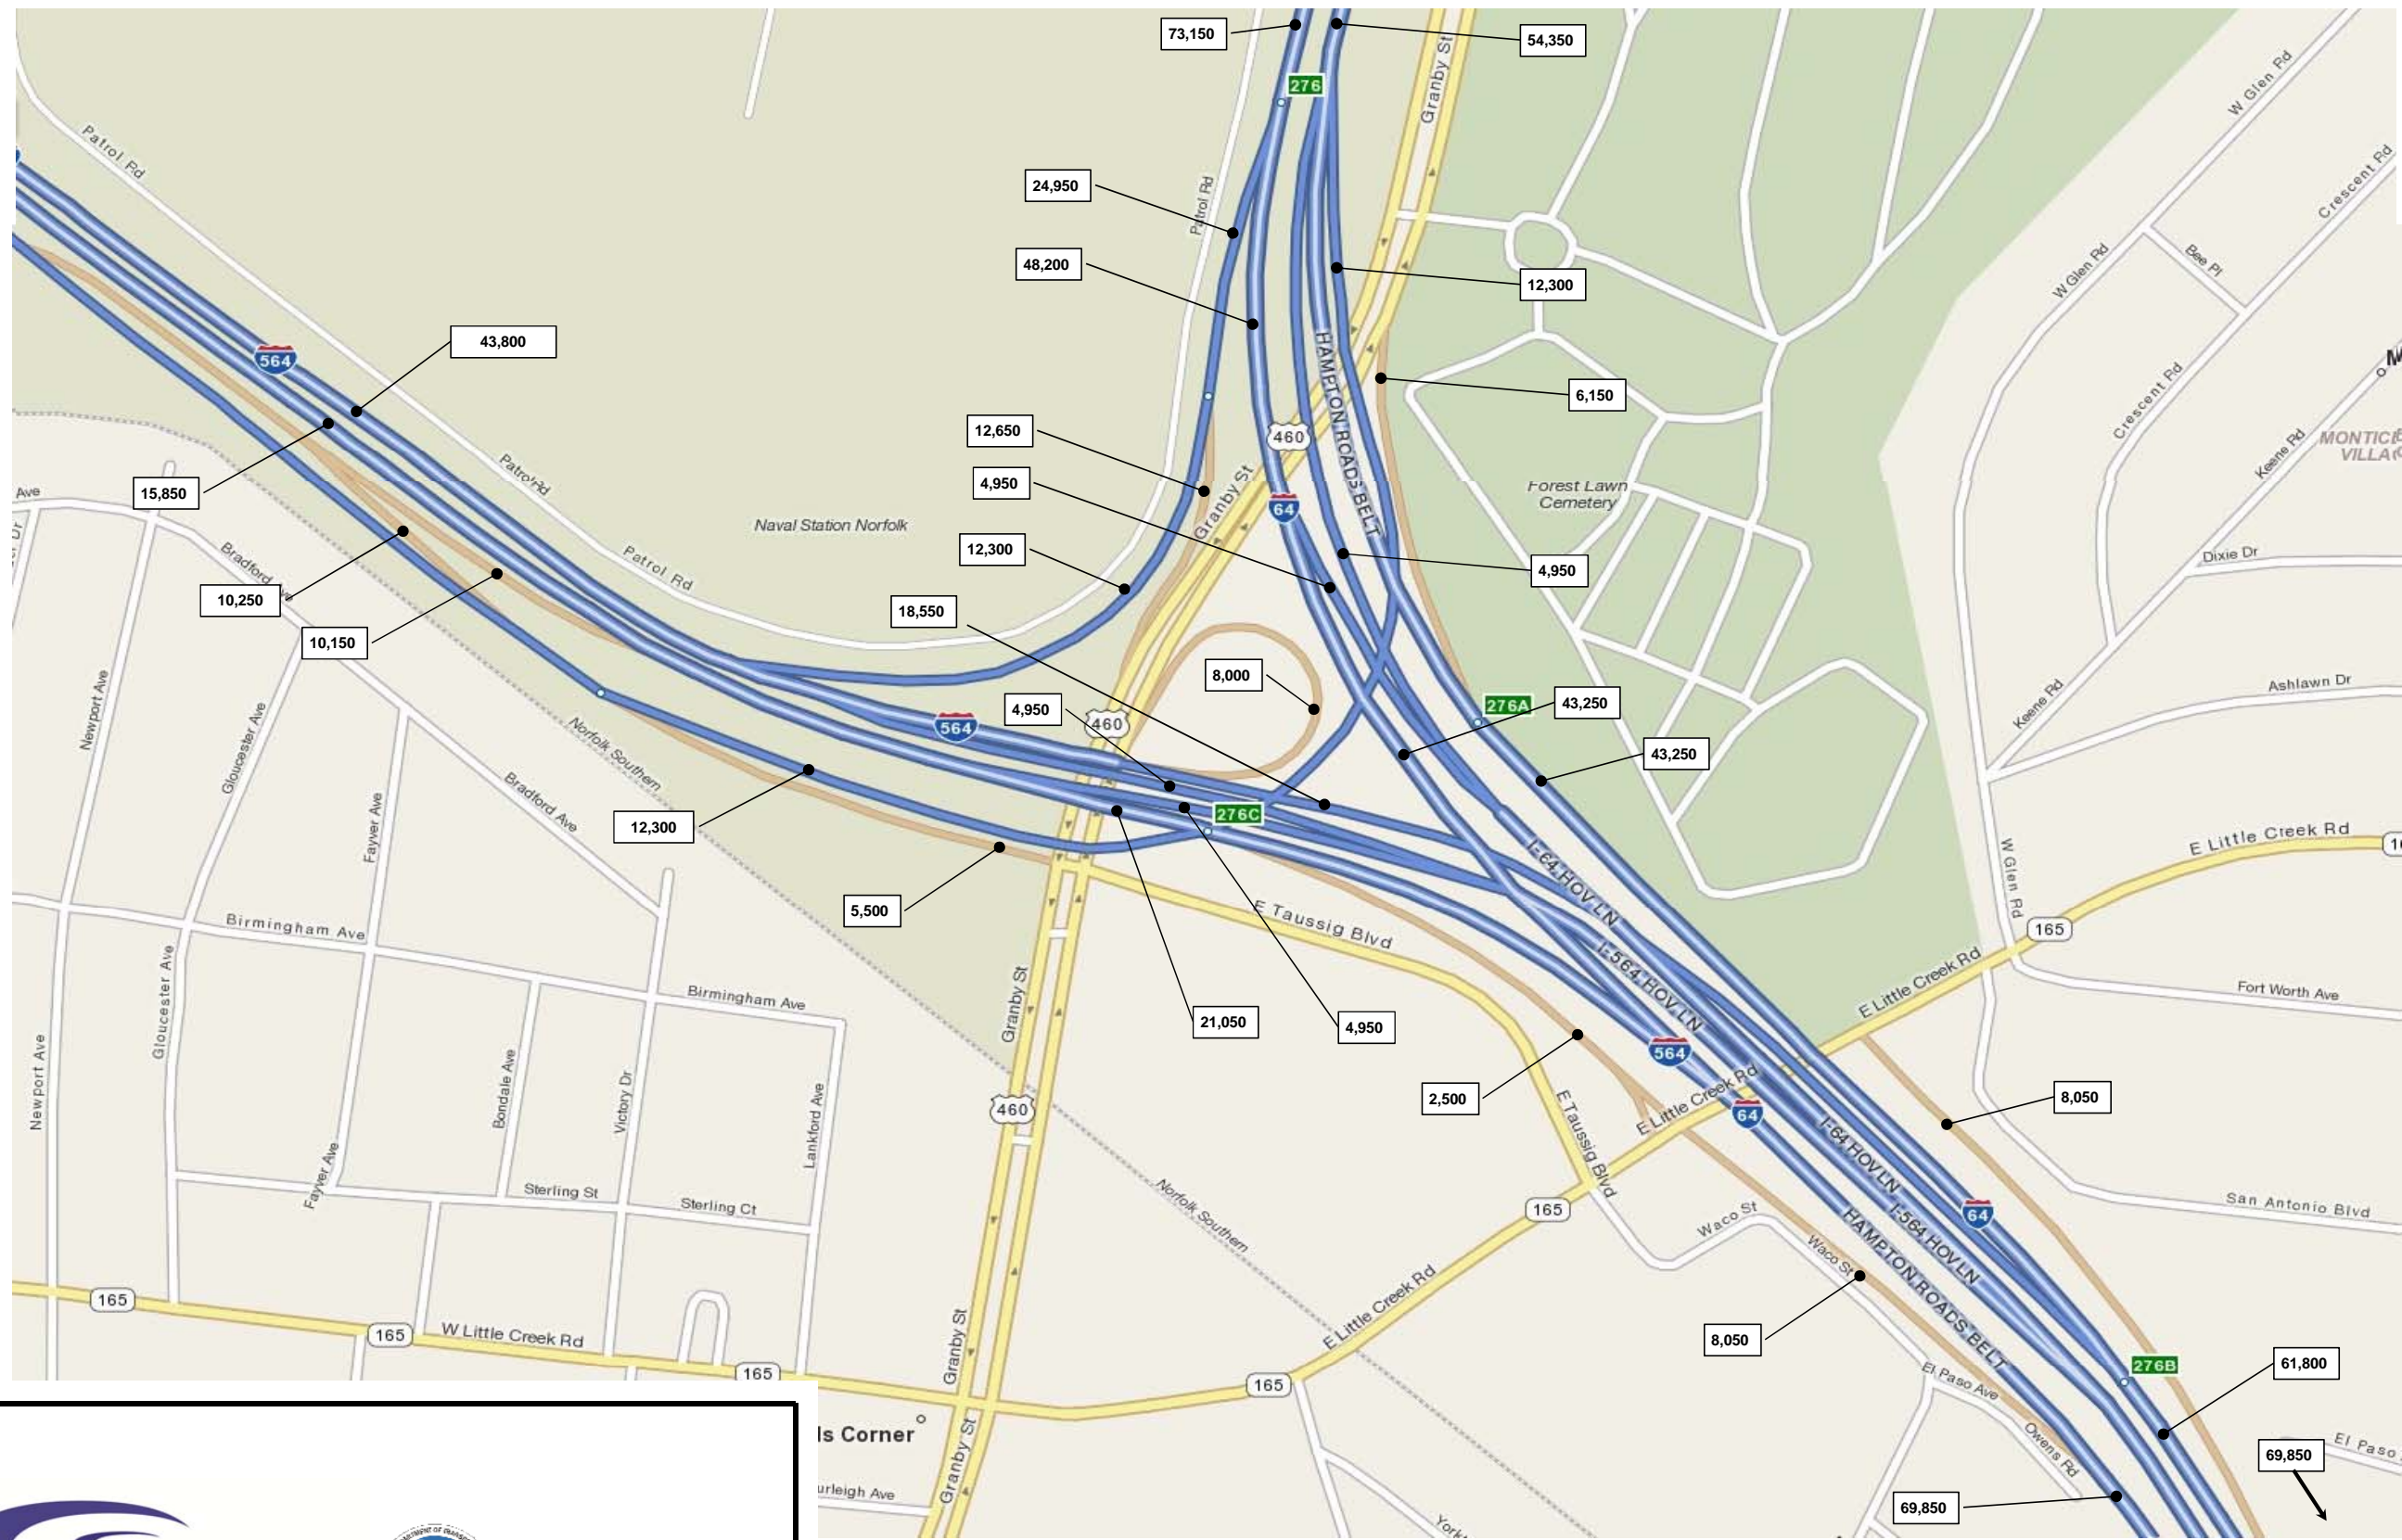 73,150
54,350
276
Granby St
W Glen Rd
Patrol Rd
Crescent Rd
24,950
Patrol Rd
48,200
12,300
W Glen Rd
Bee Pl
564
43,800
HAMPTON ROADS BELT
6,150
Crescent Rd
12,650
460
Keene Rd
Patrol Rd
4,950
Granby St
Forest Lawn
Cemetery
15,850
Ave
64
Naval Station Norfolk
12,300
4,950
Dixie Dr
Bradford Ave
Patrol Rd
10,250
18,550
10,150
8,000
Ashlawn Dr
Newport Ave
Gloucester Ave
Norfolk Southern
564
4,950
460
276A
43,250
Keene Rd
43,250
Bradford Ave
Fayver Ave
12,300
276C
E Little Creek Rd
I-64 HOV LN
5,500
E Taussig Blvd
W Glen Rd
165
Birmingham Ave
I-564 HOV LN
E Little Creek Rd
Gloucester Ave
Granby St
Birmingham Ave
21,050
4,950
Fort Worth Ave
564
Newport Ave
Bondale Ave
Victory Dr
Lankford Ave
460
2,500
E Taussig Blvd
E Little Creek Rd
64
8,050
I-64 HOV LN
Fayver Ave
Sterling St
Sterling Ct
Norfolk Southern
165
Waco St
64
San Antonio Blvd
HAMPTON ROADS BELT
I-564 HOV LN
Waco St
165
165
W Little Creek Rd
Granby St
E Little Creek Rd
8,050
165
165
276B
61,800
El Paso Ave
ls Corner
Granby St
Owens Rd
69,850
El Paso
urleigh Ave
69,850